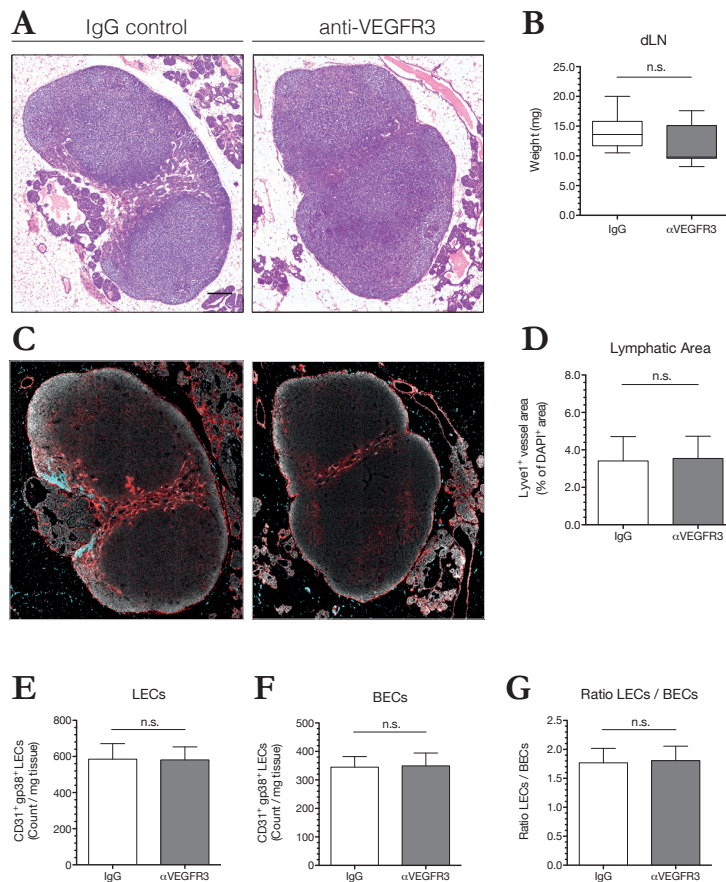 A
IgG control
anti-VEGFR3
B
dLN
n.s.
25.0
20.0
15.0
10.0
5.0
0.0
Weight (mg)
IgG
αVEGFR3
C
D
Lymphatic Area
n.s.
8.0
6.0
4.0
2.0
0.0
Lyve1⁺ vessel area
(% of DAPI⁺ area)
IgG
αVEGFR3
E
LECs
n.s.
800
600
400
200
0
CD31⁺ gp38⁺ LECs
(Count / mg tissue)
IgG
αVEGFR3
F
BECs
n.s.
500
400
300
200
100
0
CD31⁺ gp38⁺ LECs
(Count / mg tissue)
IgG
αVEGFR3
G
Ratio LECs / BECs
n.s.
2.5
2.0
1.5
1.0
0.5
0.0
Ratio LECs / BECs
IgG
αVEGFR3